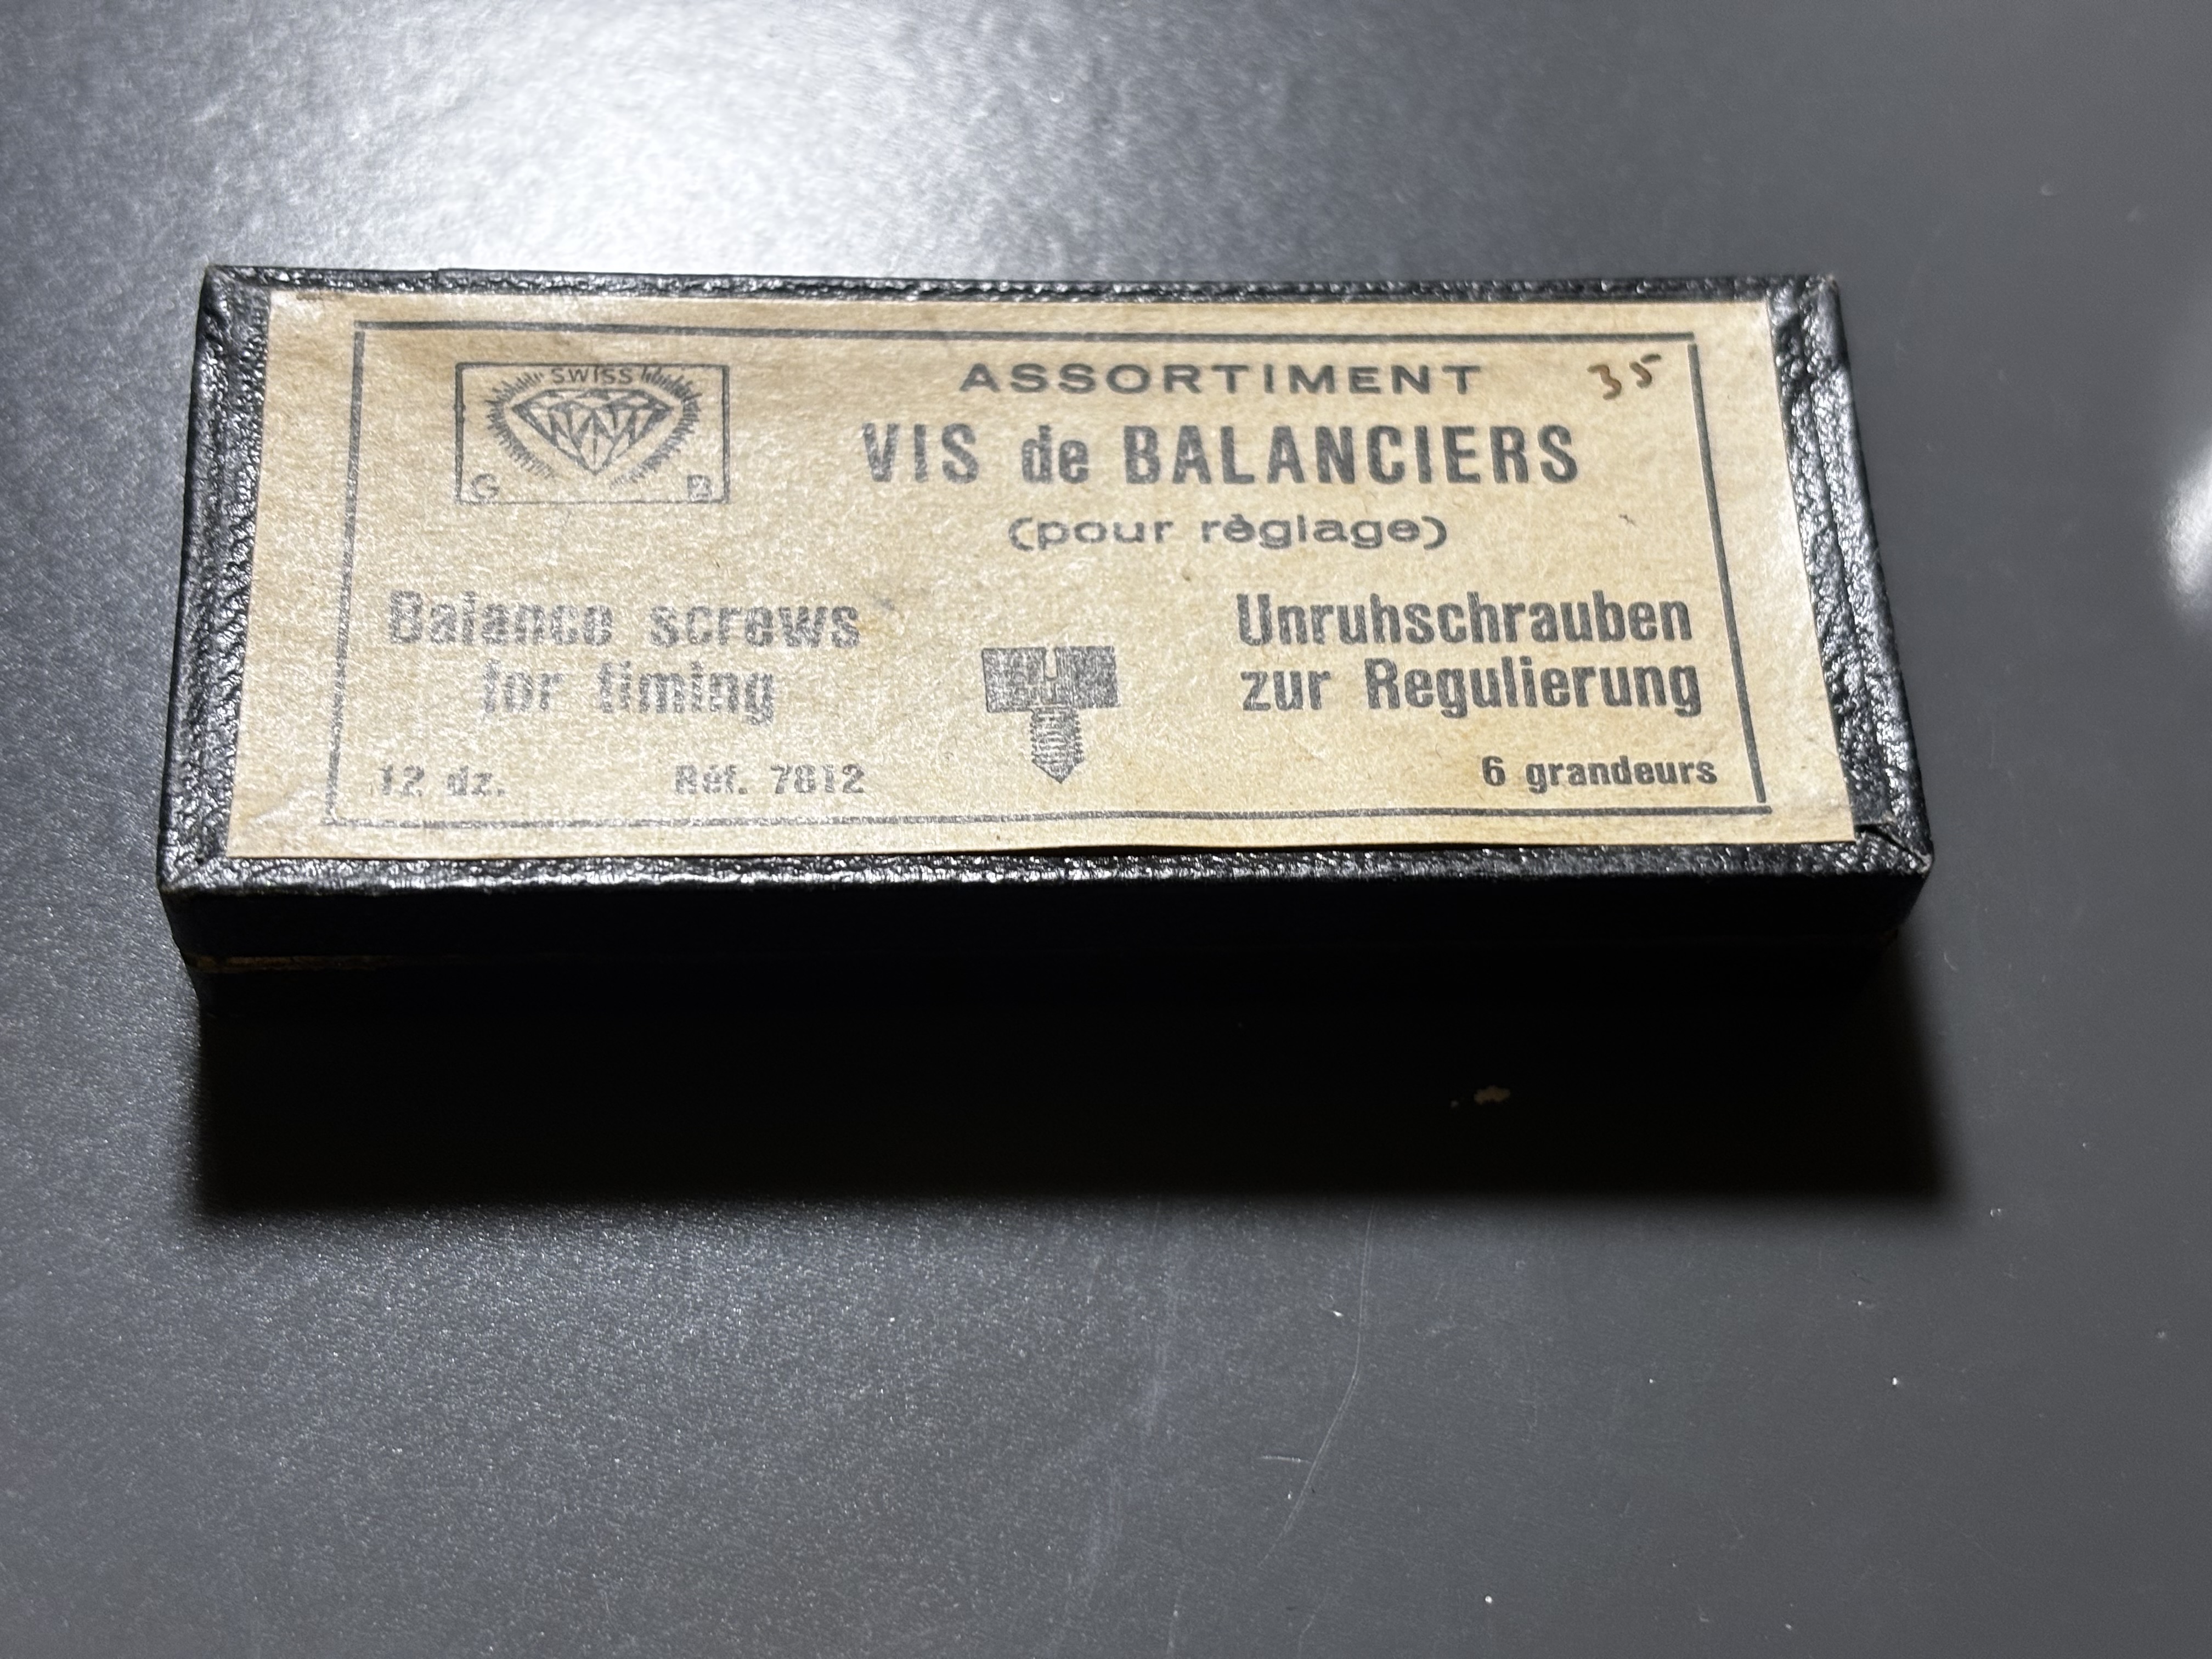 SWISS
G B
ASSORTIMENT
35
VIS de BALANCIERS
(pour règlage)
Balance screws
for timing
Unruhschrauben
zur Regulierung
12 dz.
Réf. 7812
6 grandeurs